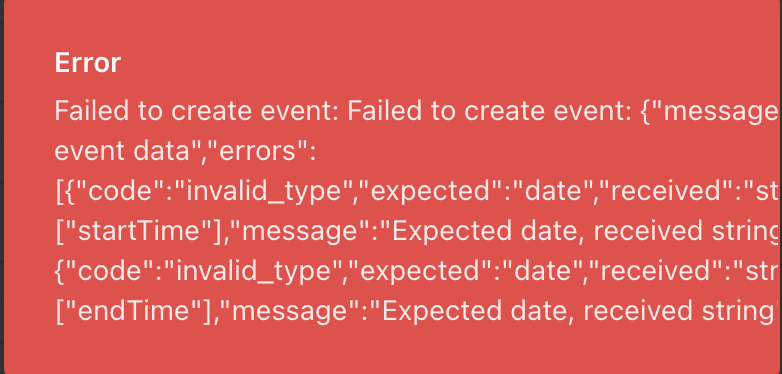 Error
Failed to create event: Failed to create event: {"message
event data","errors":
[{"code":"invalid_type","expected":"date","received":"st
["startTime"],"message":"Expected date, received string
{"code":"invalid_type","expected":"date","received":"str
["endTime"],"message":"Expected date, received string